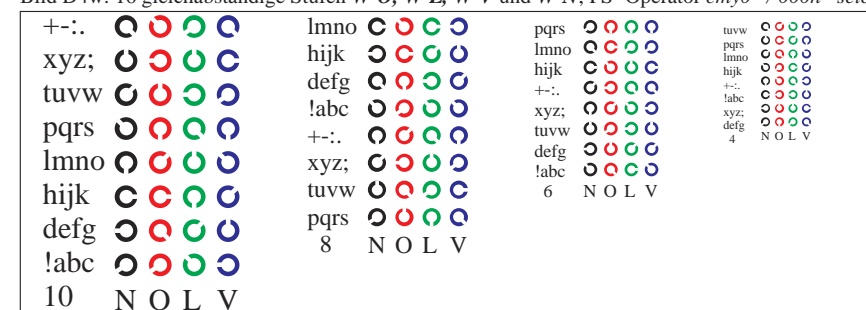 +-:.
xyz;
tuvw
pqrs
lmno
hijk
defg
!abc
10 N O L V
lmno
hijk
defg
!abc
+-:.
xyz;
tuvw
pqrs
8 N O L V
pqrs
lmno
hijk
+-:.
xyz;
tuvw
defg
!abc
6 N O L V
tuvw
pqrs
lmno
hijk
+-:.
!abc
xyz;
defg
4 N O L V